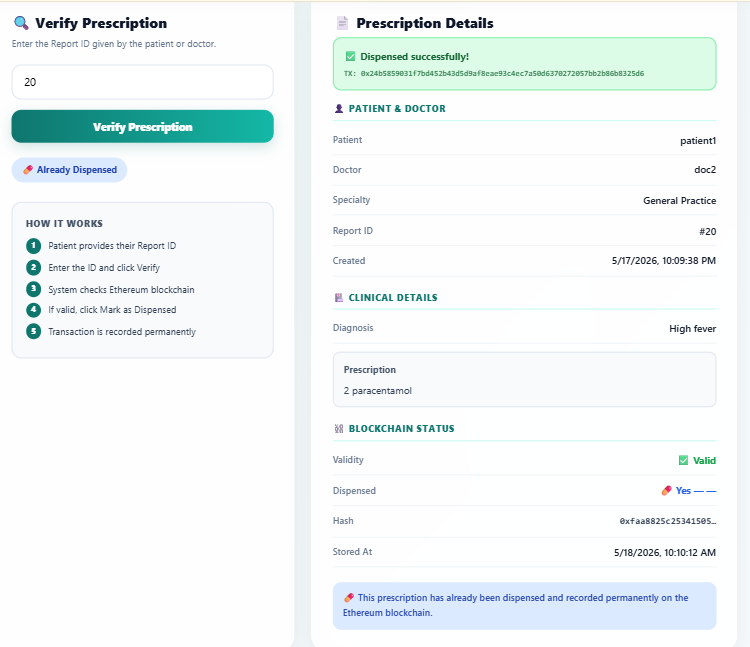 Verify Prescription
Enter the Report ID given by the patient or doctor.
20
Verify Prescription
Already Dispensed
HOW IT WORKS
1 Patient provides their Report ID
2 Enter the ID and click Verify
3 System checks Ethereum blockchain
4 If valid, click Mark as Dispensed
5 Transaction is recorded permanently
Prescription Details
Dispensed successfully!
TX: 0x24b5859031f7bd452b43d5d9af8eae93c4ec7a50d6370272057bb2b86b8325d6
PATIENT & DOCTOR
Patient patient1
Doctor doc2
Specialty General Practice
Report ID #20
Created 5/17/2026, 10:09:38 PM
CLINICAL DETAILS
Diagnosis High fever
Prescription
2 paracentamol
BLOCKCHAIN STATUS
Validity Valid
Dispensed Yes — —
Hash 0xfaa8825c25341505…
Stored At 5/18/2026, 10:10:12 AM
This prescription has already been dispensed and recorded permanently on the
Ethereum blockchain.